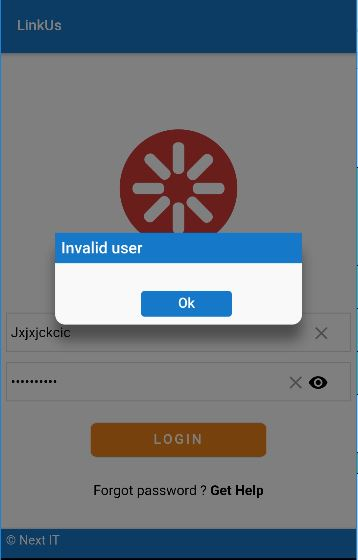 LinkUs
Invalid user
Ok
Jxjxjckcic
••••••••••
LOGIN
Forgot password ? Get Help
© Next IT